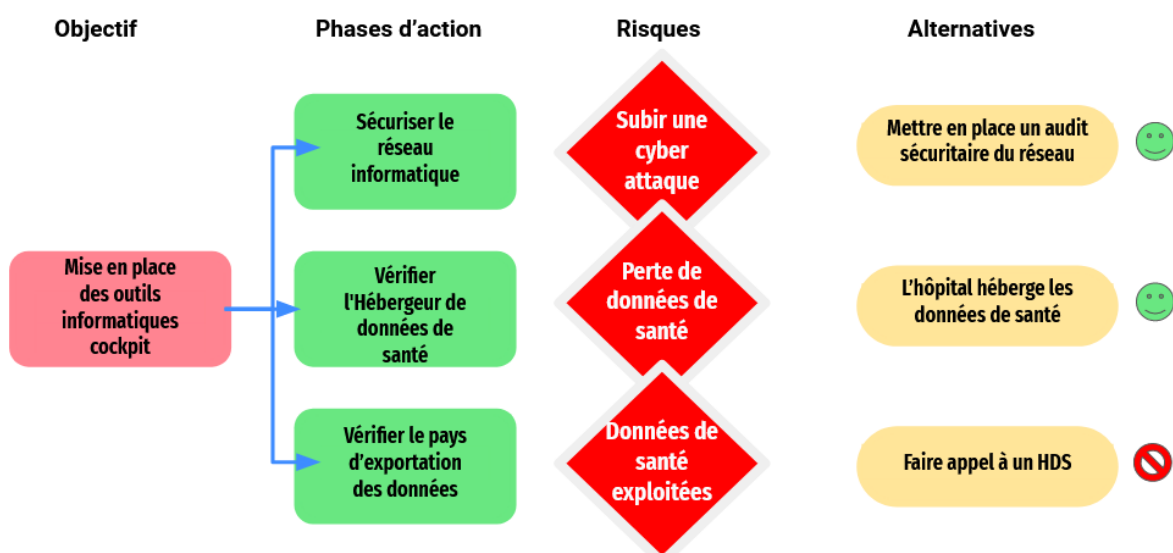 Objectif
Phases d'action
Risques
Alternatives
Sécuriser le
réseau
informatique
Subir une
cyber
attaque
Mettre en place un audit
sécuritaire du réseau
Mise en place
des outils
informatiques
cockpit
Vérifier
l'Hébergeur de
données de
santé
Perte de
données de
santé
L'hôpital héberge les
données de santé
Vérifier le pays
d'exportation
des données
Données de
santé
exploitées
Faire appel à un HDS